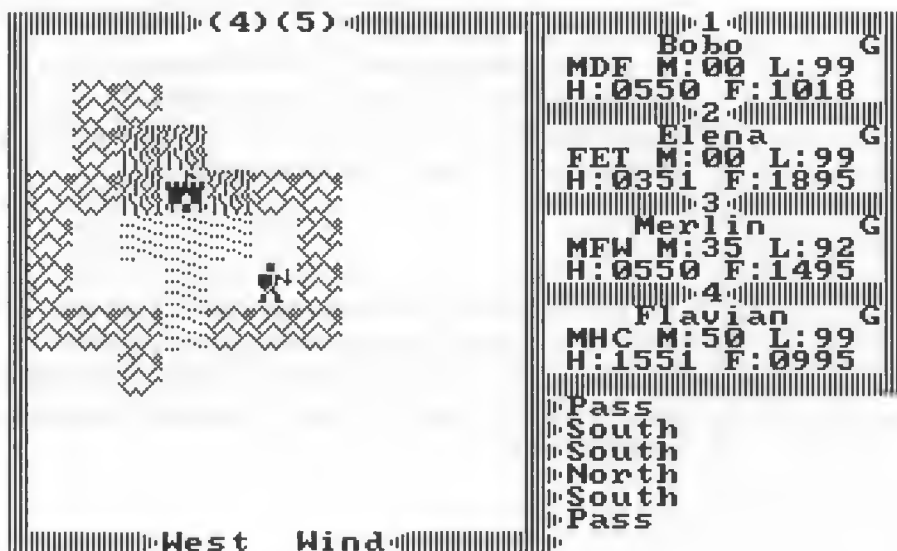 (4)(5)
West Wind
1
Bobo G
MDF M:00 L:99
H:0550 F:1018
2
Elena G
FET M:00 L:99
H:0351 F:1895
3
Merlin G
MFW M:35 L:92
H:0550 F:1495
4
Flavian G
MHC M:50 L:99
H:1551 F:0995
Pass
South
South
North
South
Pass